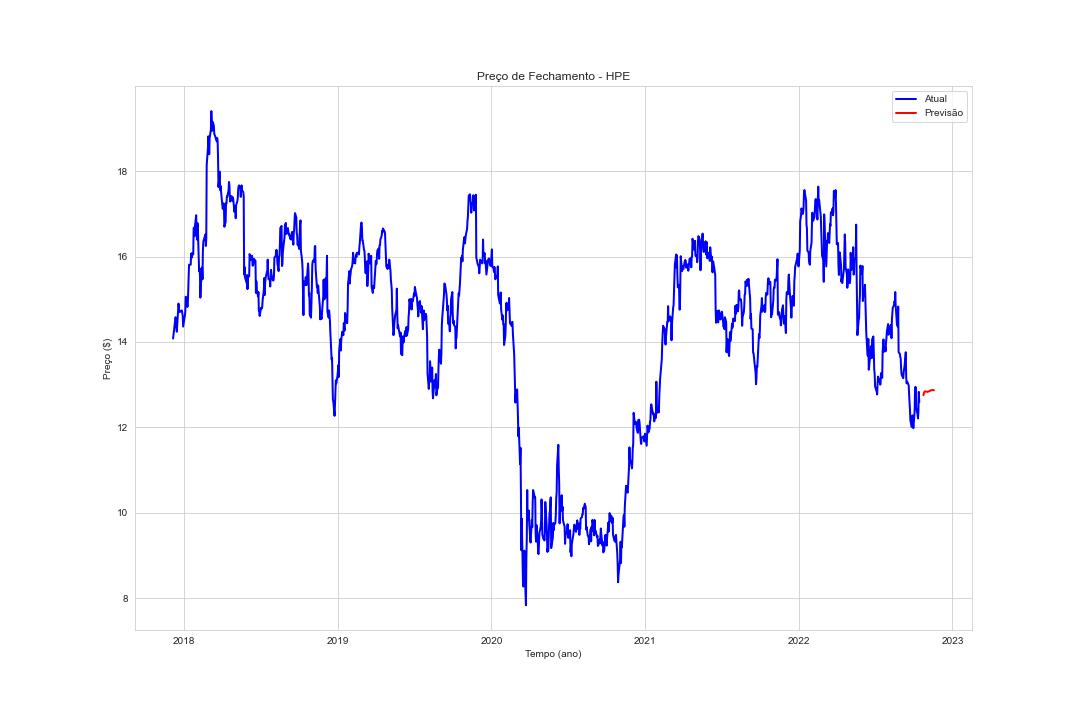 Preço de Fechamento - HPE
Atual
Previsão
Preço ($)
18
16
14
12
10
8
2018
2019
2020
2021
2022
2023
Tempo (ano)